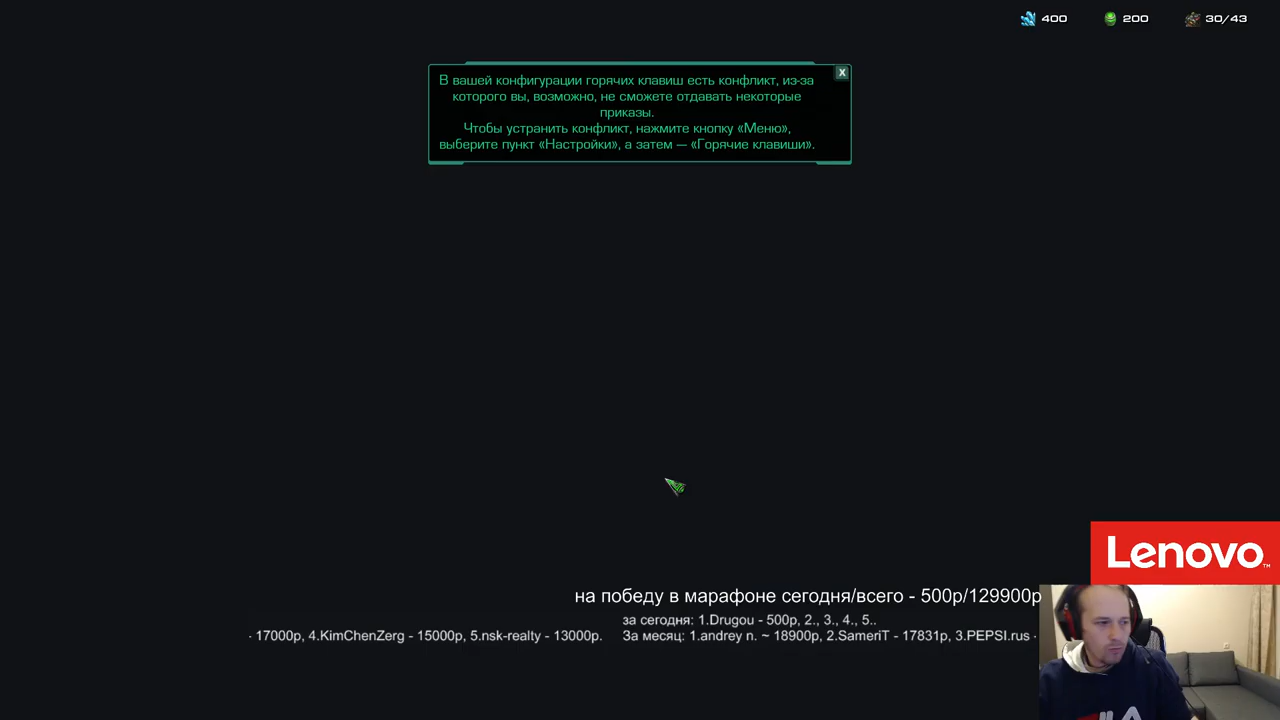 400 200 30/43
В вашей конфигурации горячих клавиш есть конфликт, из-за
которого вы, возможно, не сможете отдавать некоторые
приказы.
Чтобы устранить конфликт, нажмите кнопку «Меню»,
выберите пункт «Настройки», а затем — «Горячие клавиши».
X
Lenovo™
на победу в марафоне сегодня/всего - 500р/129900р
за сегодня: 1.Drugou - 500р, 2., 3., 4., 5..
- 17000р, 4.KimChenZerg - 15000р, 5.nsk-realty - 13000р. За месяц: 1.andrey n. ~ 18900р, 2.SameriT - 17831р, 3.PEPSI.rus -